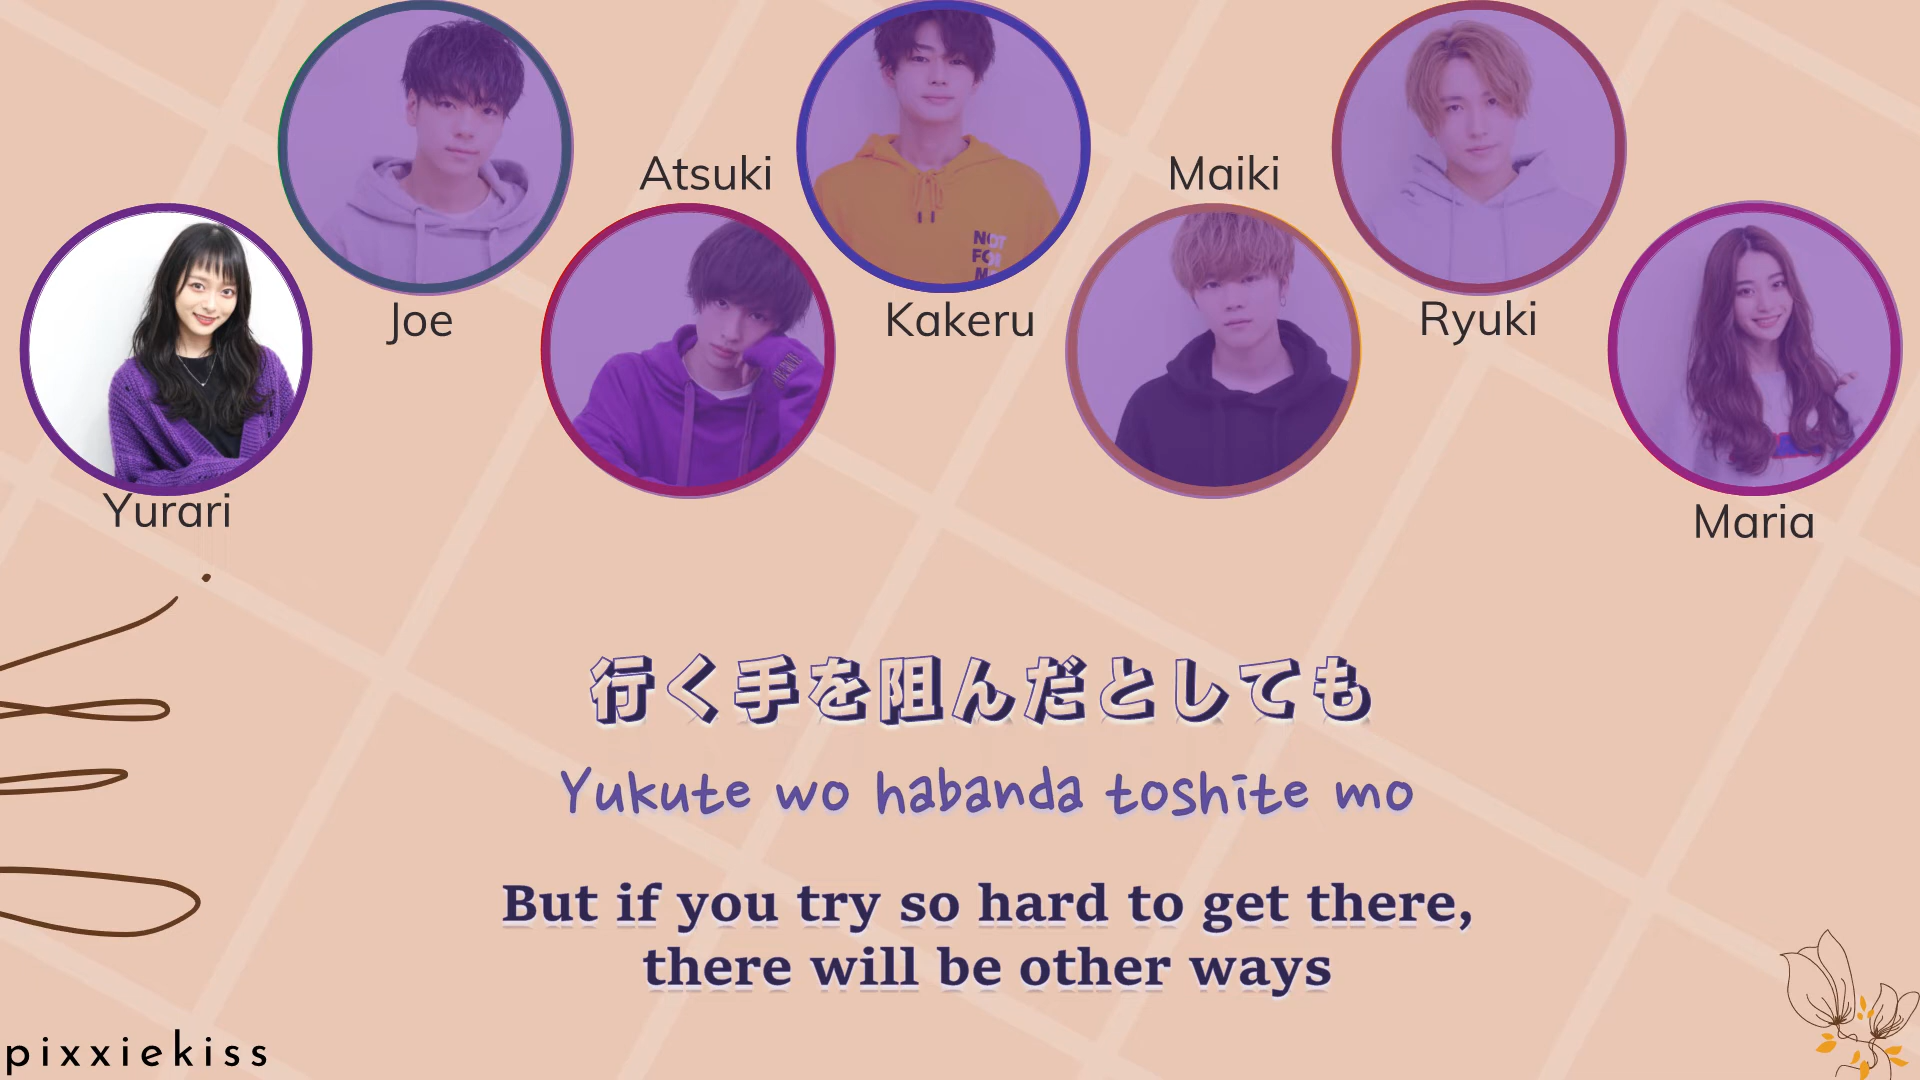 Atsuki
Maiki
Joe
Kakeru
Ryuki
Yurari
Maria
NOT
FO
M
行く手を阻んだとしても
Yukute wo habanda toshite mo
But if you try so hard to get there,
there will be other ways
pixxiekiss